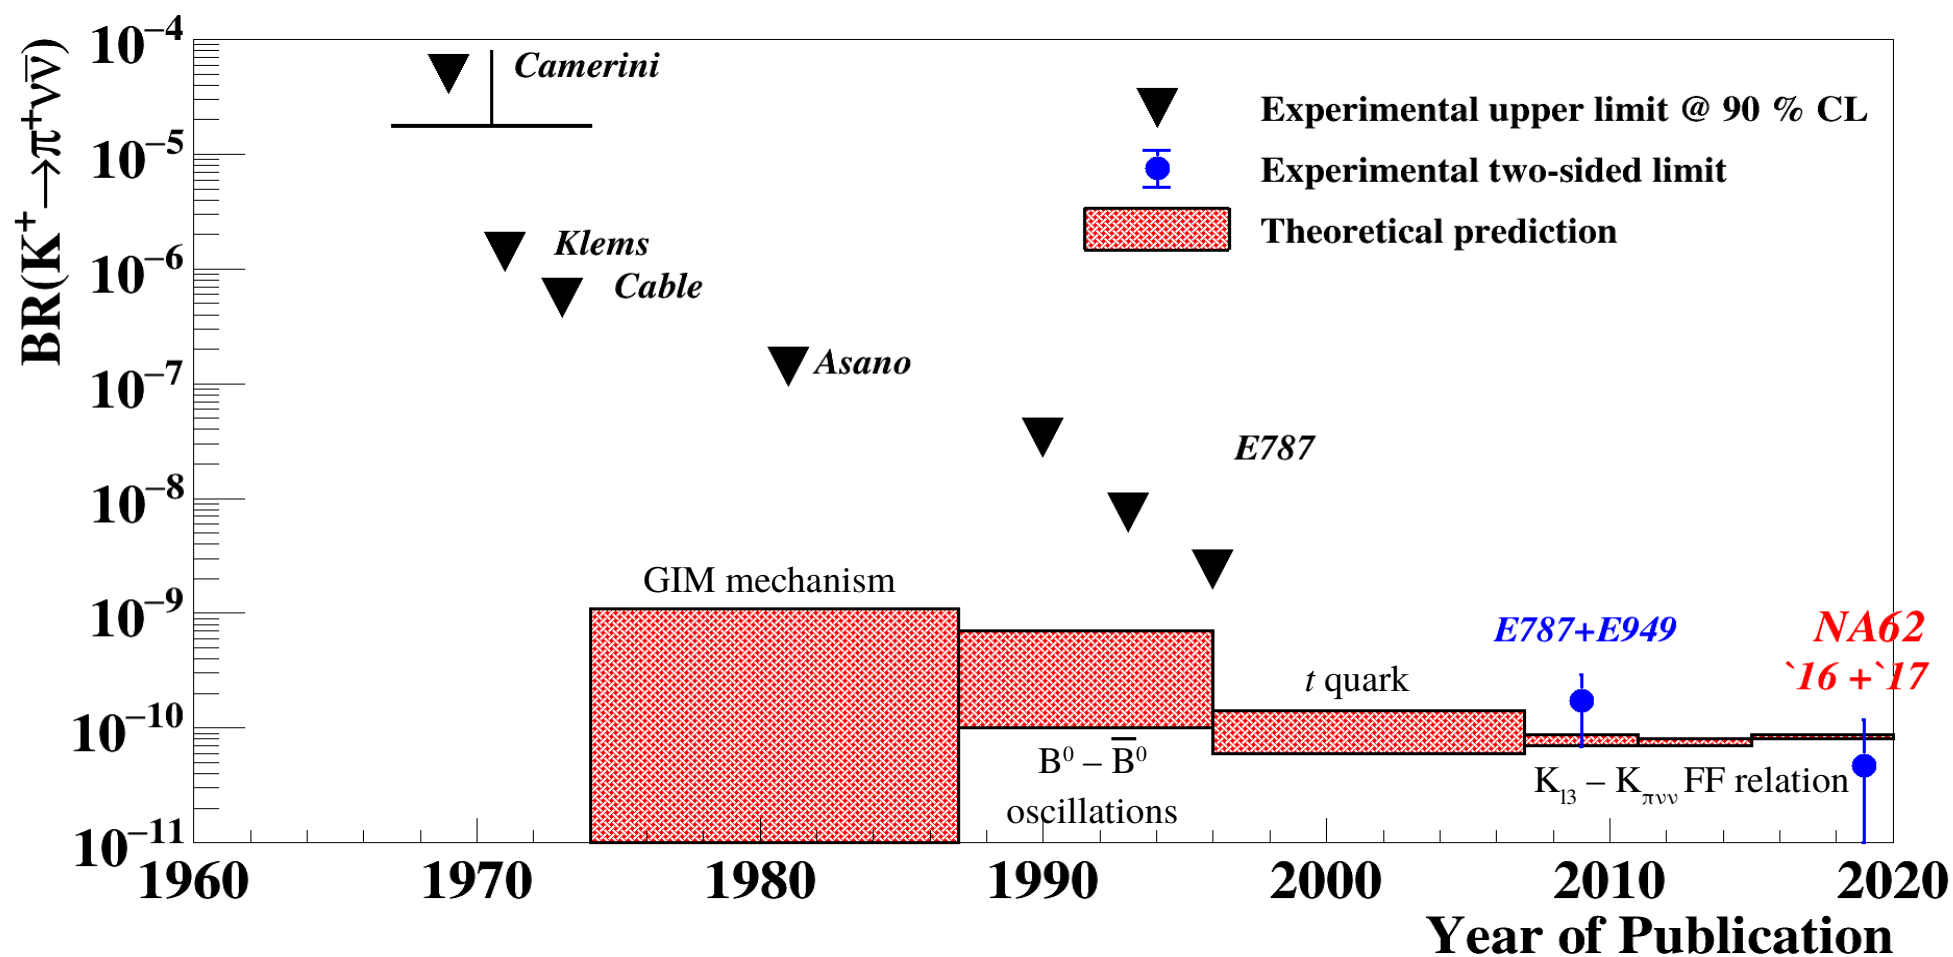 BR(K⁺→π⁺νν̅)
10⁻⁴
10⁻⁵
10⁻⁶
10⁻⁷
10⁻⁸
10⁻⁹
10⁻¹⁰
10⁻¹¹
Camerini
Klems
Cable
Asano
E787
Experimental upper limit @ 90 % CL
Experimental two-sided limit
Theoretical prediction
GIM mechanism
B⁰ – B̅⁰
oscillations
t quark
E787+E949
NA62
`16 +`17
Kl3 – Kπνν FF relation
1960 1970 1980 1990 2000 2010 2020
Year of Publication